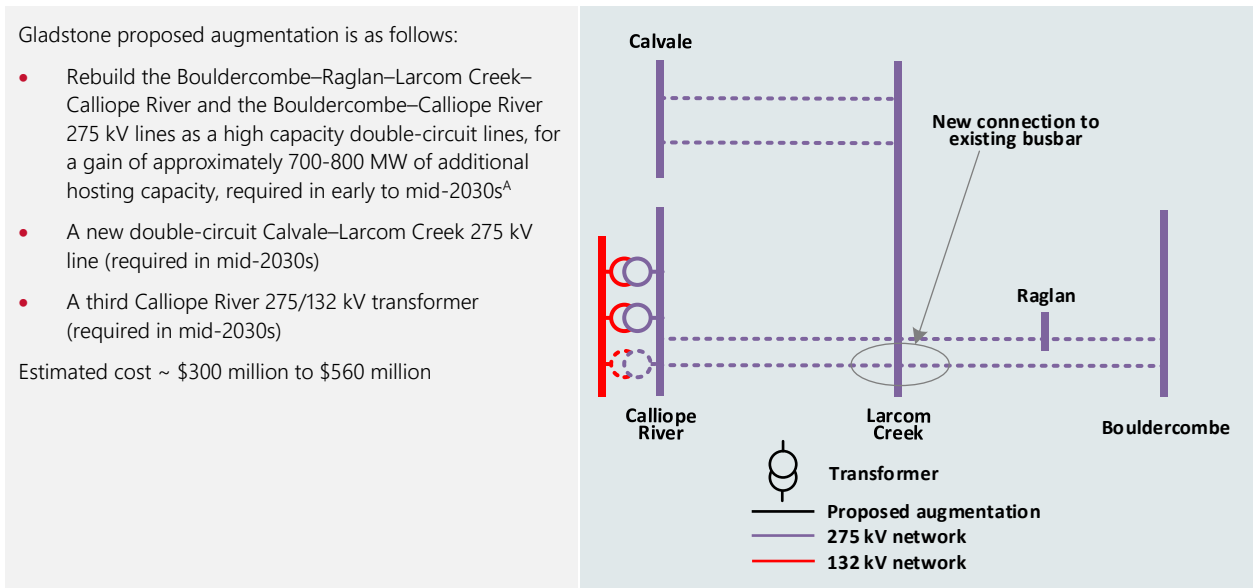 Gladstone proposed augmentation is as follows:
• Rebuild the Bouldercombe–Raglan–Larcom Creek–
Calliope River and the Bouldercombe–Calliope River
275 kV lines as a high capacity double-circuit lines, for
a gain of approximately 700-800 MW of additional
hosting capacity, required in early to mid-2030sᴬ
• A new double-circuit Calvale–Larcom Creek 275 kV
line (required in mid-2030s)
• A third Calliope River 275/132 kV transformer
(required in mid-2030s)
Estimated cost ~ $300 million to $560 million
Calvale
New connection to
existing busbar
Raglan
Calliope
River
Larcom
Creek
Bouldercombe
Transformer
Proposed augmentation
275 kV network
132 kV network